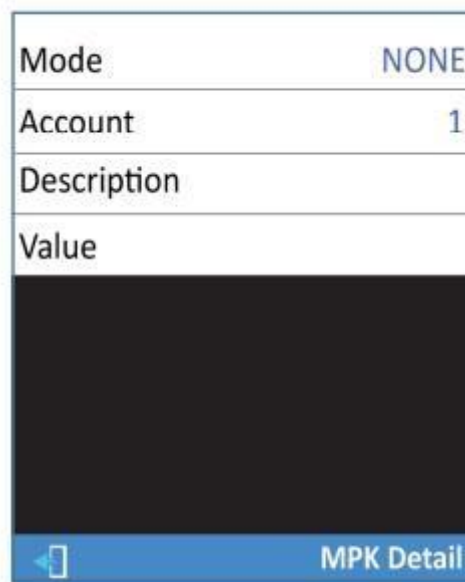 Mode NONE
Account 1
Description
Value
MPK Detail